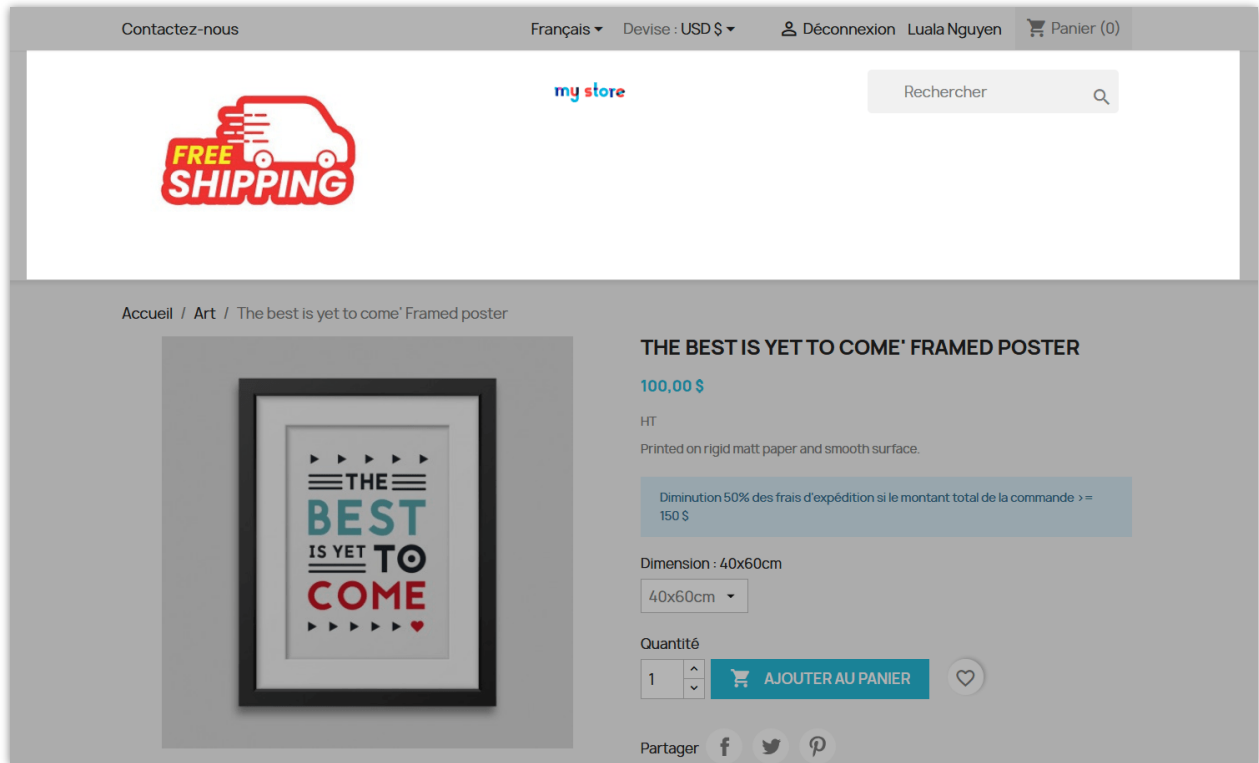 Contactez-nous
Français
Devise : USD $
Déconnexion
Luala Nguyen
Panier (0)
FREE
SHIPPING
my store
Rechercher
Accueil / Art / The best is yet to come' Framed poster
THE
BEST
IS YET TO
COME
THE BEST IS YET TO COME' FRAMED POSTER
100,00 $
HT
Printed on rigid matt paper and smooth surface.
Diminution 50% des frais d'expédition si le montant total de la commande >=
150 $
Dimension : 40x60cm
40x60cm
Quantité
1
AJOUTER AU PANIER
Partager